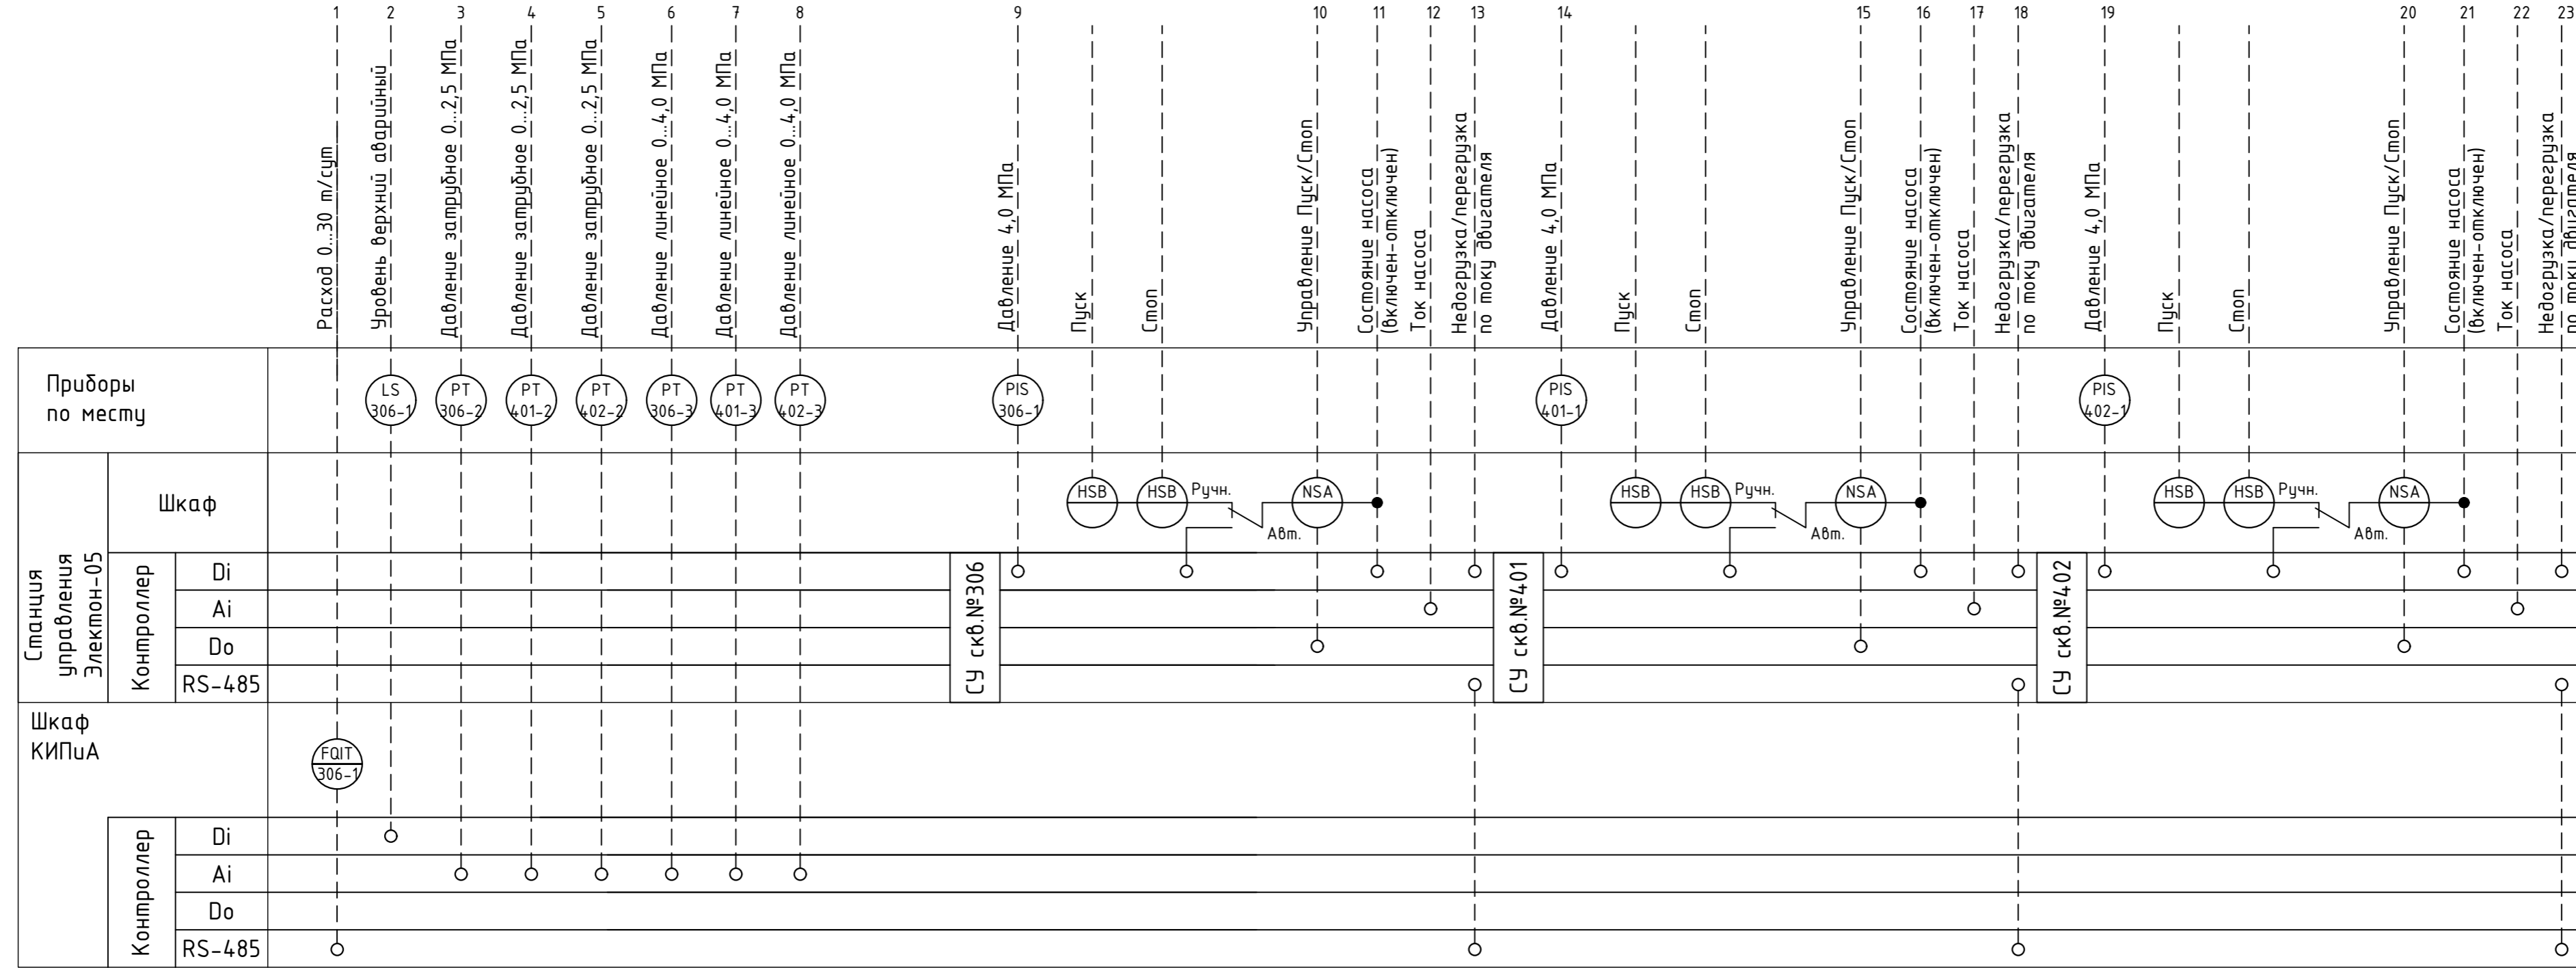 1 2 3 4 5 6 7 8 9 10 11 12 13 14 15 16 17 18 19 20 21 22 23
Расход 0...30 т/сут
Уровень верхний аварийный
Давление затрубное 0...2,5 МПа
Давление затрубное 0...2,5 МПа
Давление затрубное 0...2,5 МПа
Давление линейное 0...4,0 МПа
Давление линейное 0...4,0 МПа
Давление линейное 0...4,0 МПа
Давление 4,0 МПа
Пуск
Стоп
Управление Пуск/Стоп
Состояние насоса
(включен-отключен)
Ток насоса
Недогрузка/перегрузка
по току двигателя
Давление 4,0 МПа
Пуск
Стоп
Управление Пуск/Стоп
Состояние насоса
(включен-отключен)
Ток насоса
Недогрузка/перегрузка
по току двигателя
Давление 4,0 МПа
Пуск
Стоп
Управление Пуск/Стоп
Состояние насоса
(включен-отключен)
Ток насоса
Недогрузка/перегрузка
по току двигателя
Приборы
по месту
LS
306-1
PT
306-2
PT
401-2
PT
402-2
PT
306-3
PT
401-3
PT
402-3
PIS
306-1
PIS
401-1
PIS
402-1
Станция
управления
Электон-05
Шкаф
HSB
HSB
Ручн.
Авт.
NSA
HSB
HSB
Ручн.
Авт.
NSA
HSB
HSB
Ручн.
Авт.
NSA
Контроллер
Di
Ai
Do
RS-485
СУ скв.№306
СУ скв.№401
СУ скв.№402
Шкаф
КИПиА
FQIT
306-1
Контроллер
Di
Ai
Do
RS-485